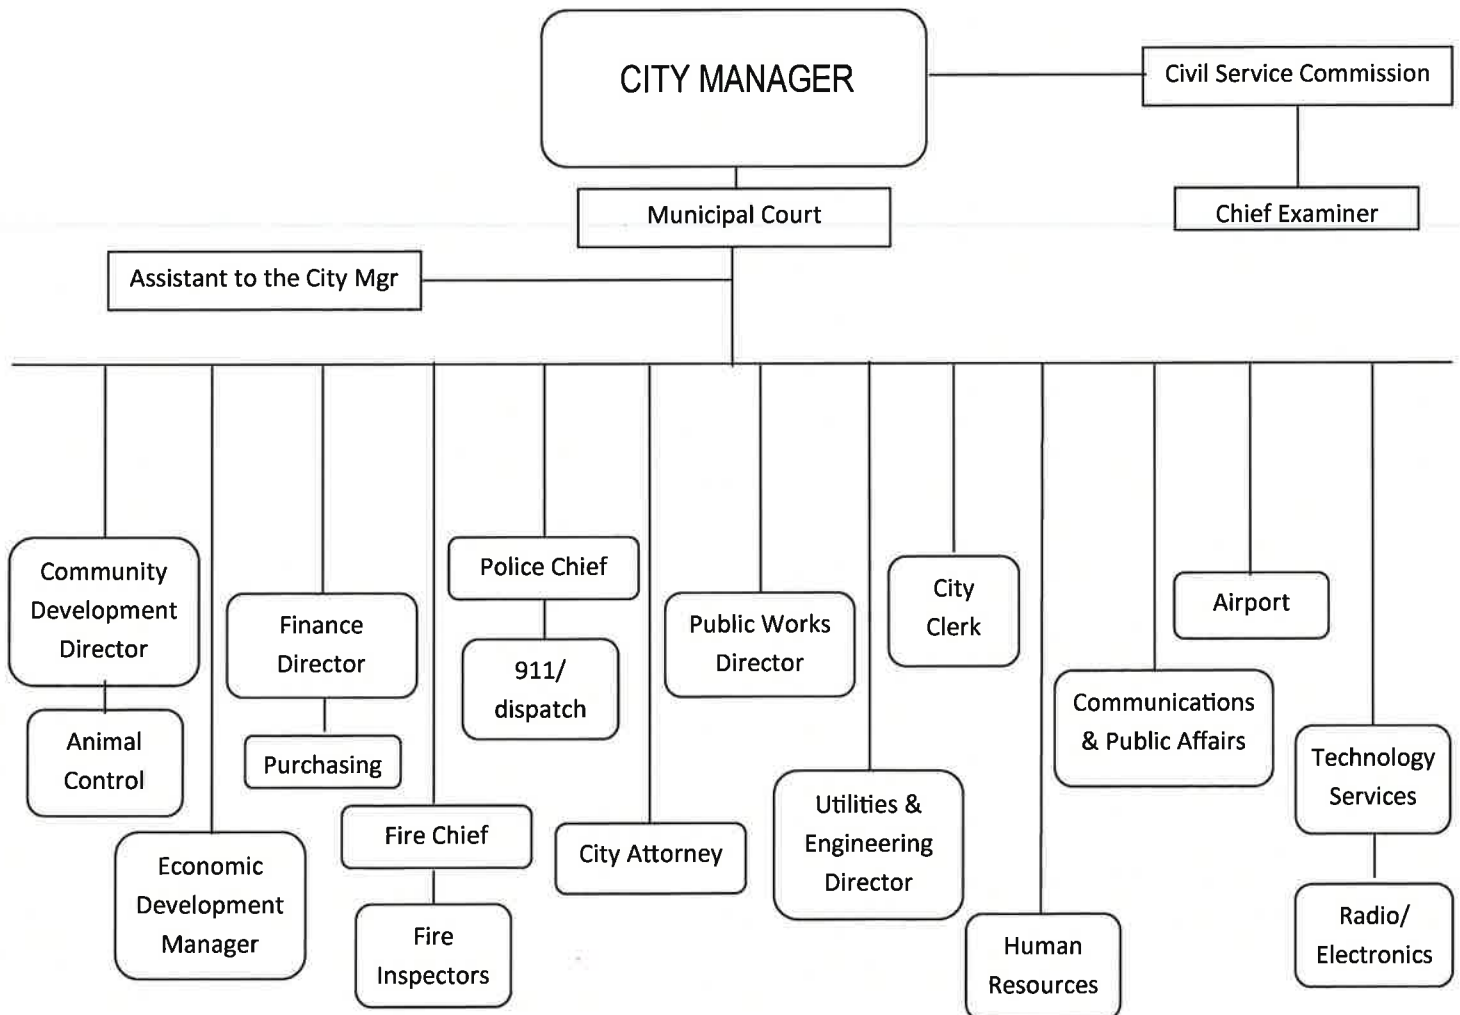 CITY MANAGER
Civil Service Commission
Municipal Court
Chief Examiner
Assistant to the City Mgr
Community
Development
Director
Animal
Control
Economic
Development
Manager
Finance
Director
Purchasing
Fire Chief
Fire
Inspectors
Police Chief
911/
dispatch
City Attorney
Public Works
Director
Utilities &
Engineering
Director
City
Clerk
Human
Resources
Communications
& Public Affairs
Airport
Technology
Services
Radio/
Electronics